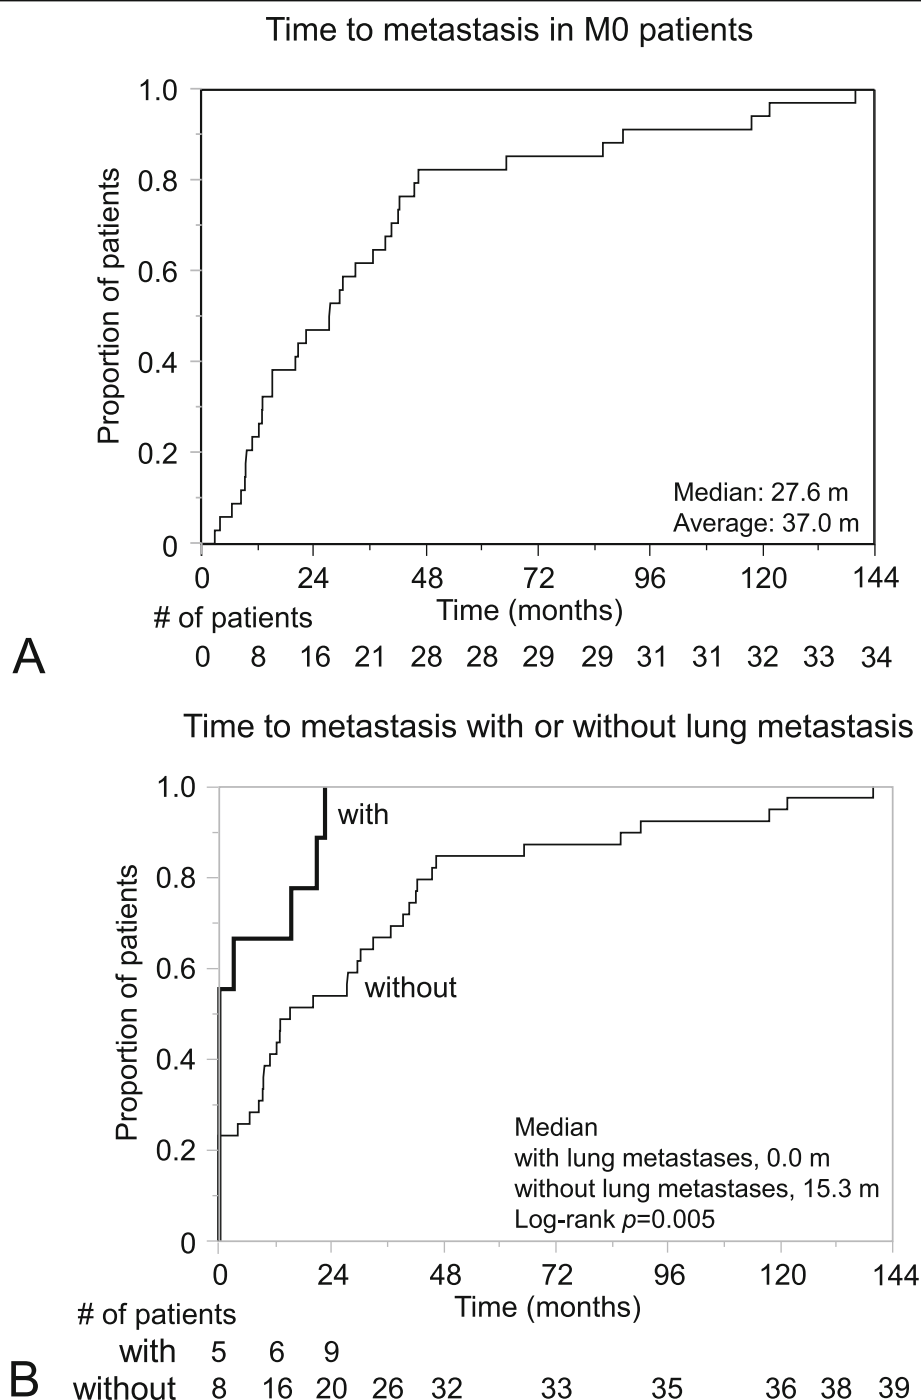 Time to metastasis in M0 patients
1.0
0.8
0.6
0.4
0.2
0
Proportion of patients
Median: 27.6 m
Average: 37.0 m
0 24 48 72 96 120 144
Time (months)
# of patients
0 8 16 21 28 28 29 29 31 31 32 33 34
A
Time to metastasis with or without lung metastasis
1.0
0.8
0.6
0.4
0.2
0
Proportion of patients
with
without
Median
with lung metastases, 0.0 m
without lung metastases, 15.3 m
Log-rank p=0.005
0 24 48 72 96 120 144
Time (months)
# of patients
with 5 6 9
without 8 16 20 26 32 33 35 36 38 39
B